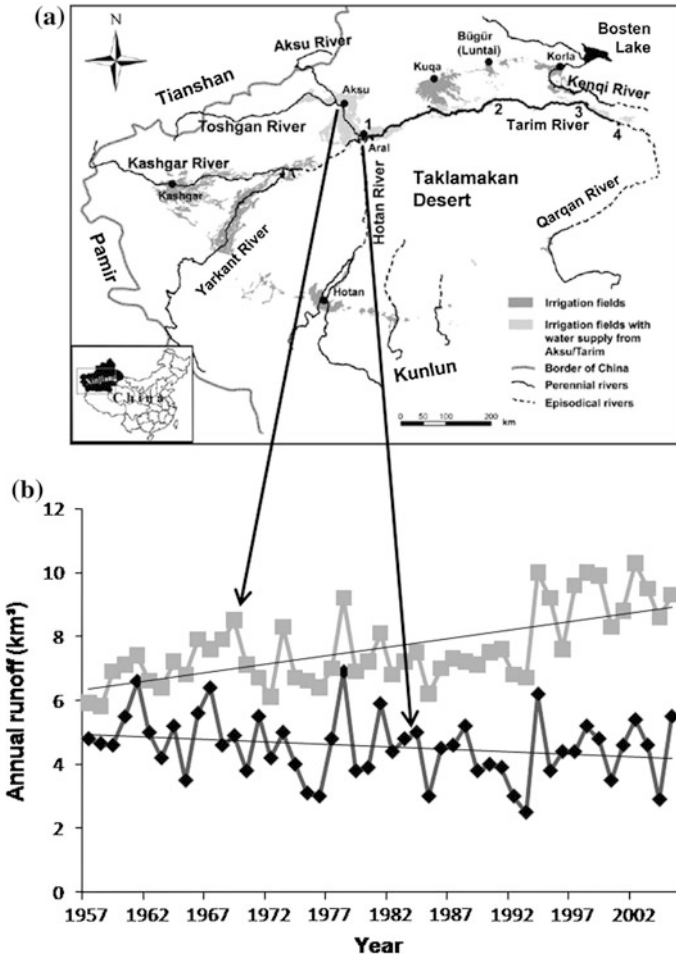 (a)
N
Aksu River
Tianshan
Aksu
Toshgan River
Kashgar River
Kashgar
Yarkant River
Pamir
Bügür
(Luntai)
Kuqa
Korla
Bosten
Lake
Kenqi River
1
2
3
4
Aral
Tarim River
Hotan River
Taklamakan
Desert
Qarqan River
Hotan
Kunlun
Irrigation fields
Irrigation fields with
water supply from
Aksu/Tarim
Border of China
Perennial rivers
Episodical rivers
0 50 100 200
km
Xinjiang
China
(b)
Annual runoff (km³)
12
10
8
6
4
2
0
1957 1962 1967 1972 1977 1982 1987 1992 1997 2002
Year